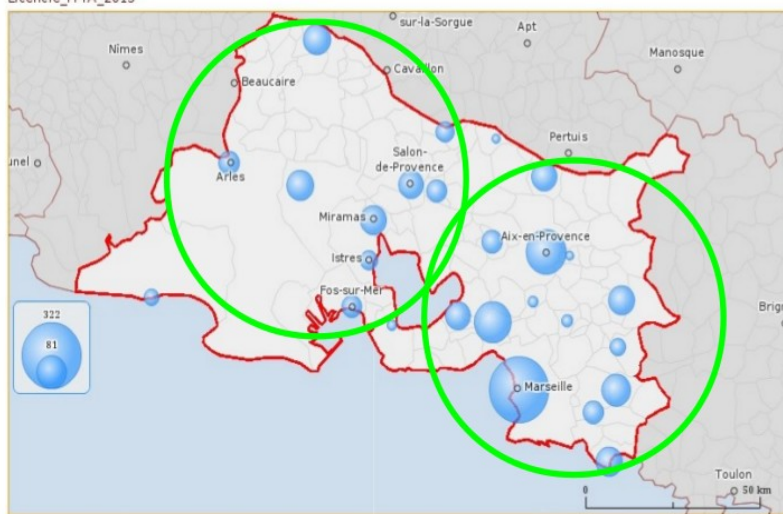 sur-la-Sorgue
Apt
Nîmes
Manosque
Cavaillon
Beaucaire
Pertuis
Salon-
de-Provence
Arles
Miramas
Aix-en-Provence
Istres
Fos-sur-Mer
322
81
Marseille
Toulon
0
50 km